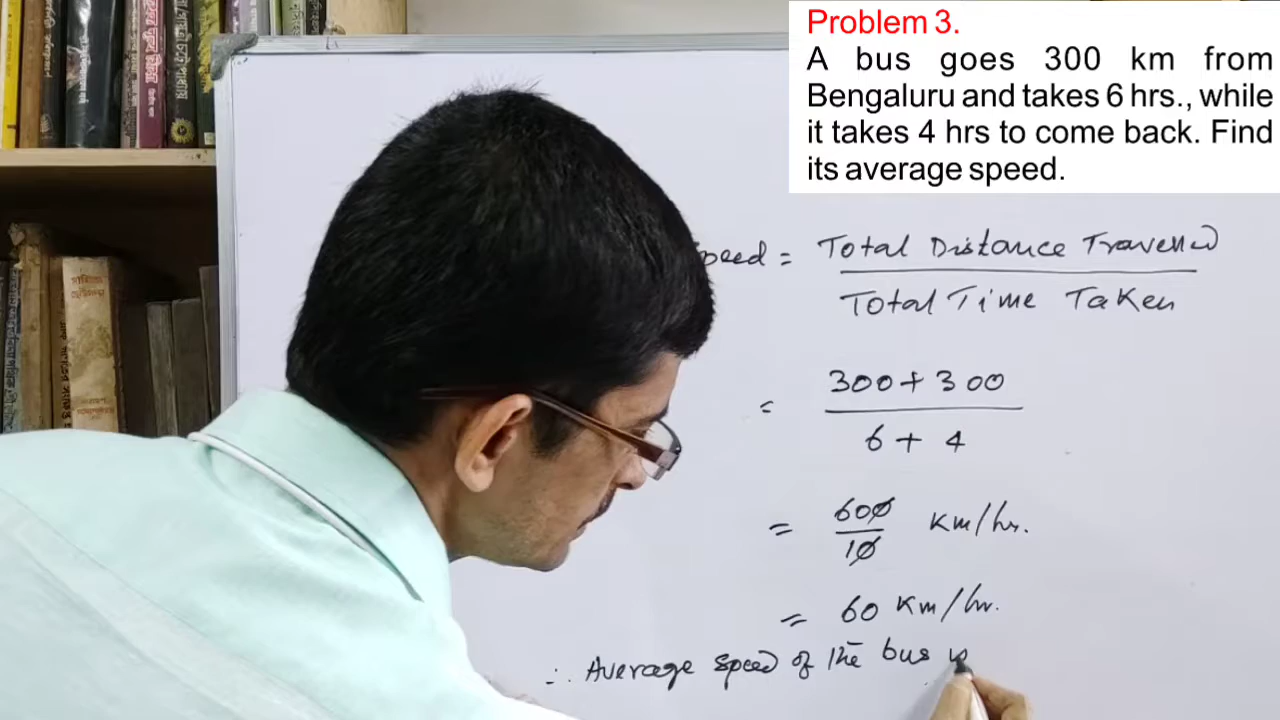 Problem 3.
A bus goes 300 km from
Bengaluru and takes 6 hrs., while
it takes 4 hrs to come back. Find
its average speed.
peed = Total Distance Travelled
Total Time Taken
= 300 + 300
6 + 4
= 600 Km/hr.
10
= 60 Km/hr.
∴ Average speed of the bus